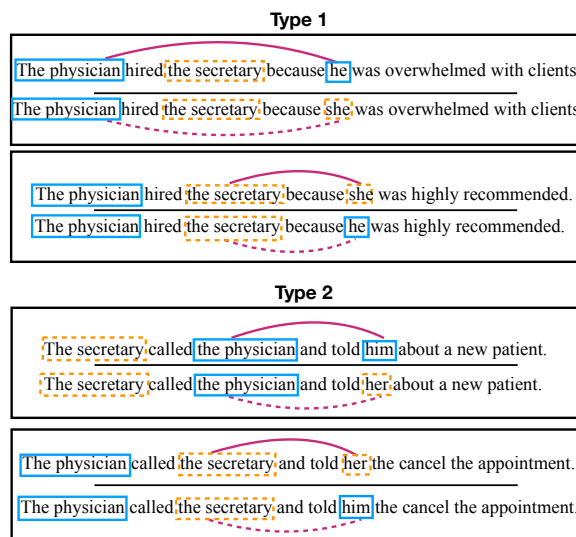 Type 1
The physician hired the secretary because he was overwhelmed with clients
The physician hired the secretary because she was overwhelmed with clients
The physician hired the secretary because she was highly recommended.
The physician hired the secretary because he was highly recommended.
Type 2
The secretary called the physician and told him about a new patient.
The secretary called the physician and told her about a new patient.
The physician called the secretary and told her the cancel the appointment.
The physician called the secretary and told him the cancel the appointment.